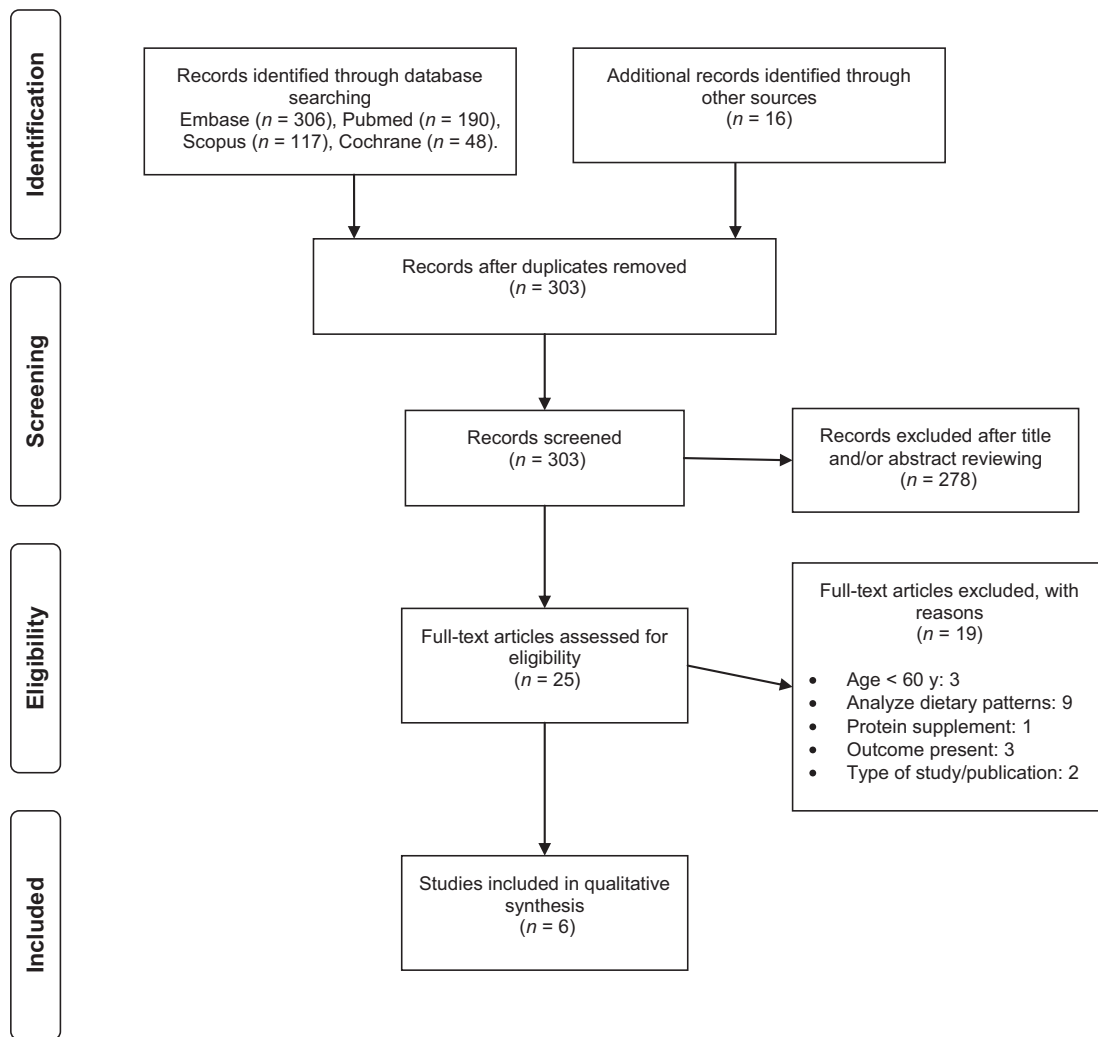 Identification
Records identified through database
searching
Embase (n = 306), Pubmed (n = 190),
Scopus (n = 117), Cochrane (n = 48).
Additional records identified through
other sources
(n = 16)
Records after duplicates removed
(n = 303)
Screening
Records screened
(n = 303)
Records excluded after title
and/or abstract reviewing
(n = 278)
Eligibility
Full-text articles assessed for
eligibility
(n = 25)
Full-text articles excluded, with
reasons
(n = 19)
• Age < 60 y: 3
• Analyze dietary patterns: 9
• Protein supplement: 1
• Outcome present: 3
• Type of study/publication: 2
Included
Studies included in qualitative
synthesis
(n = 6)